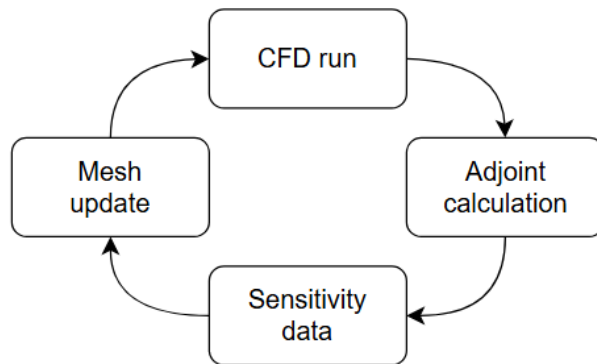 CFD run
Mesh
update
Adjoint
calculation
Sensitivity
data